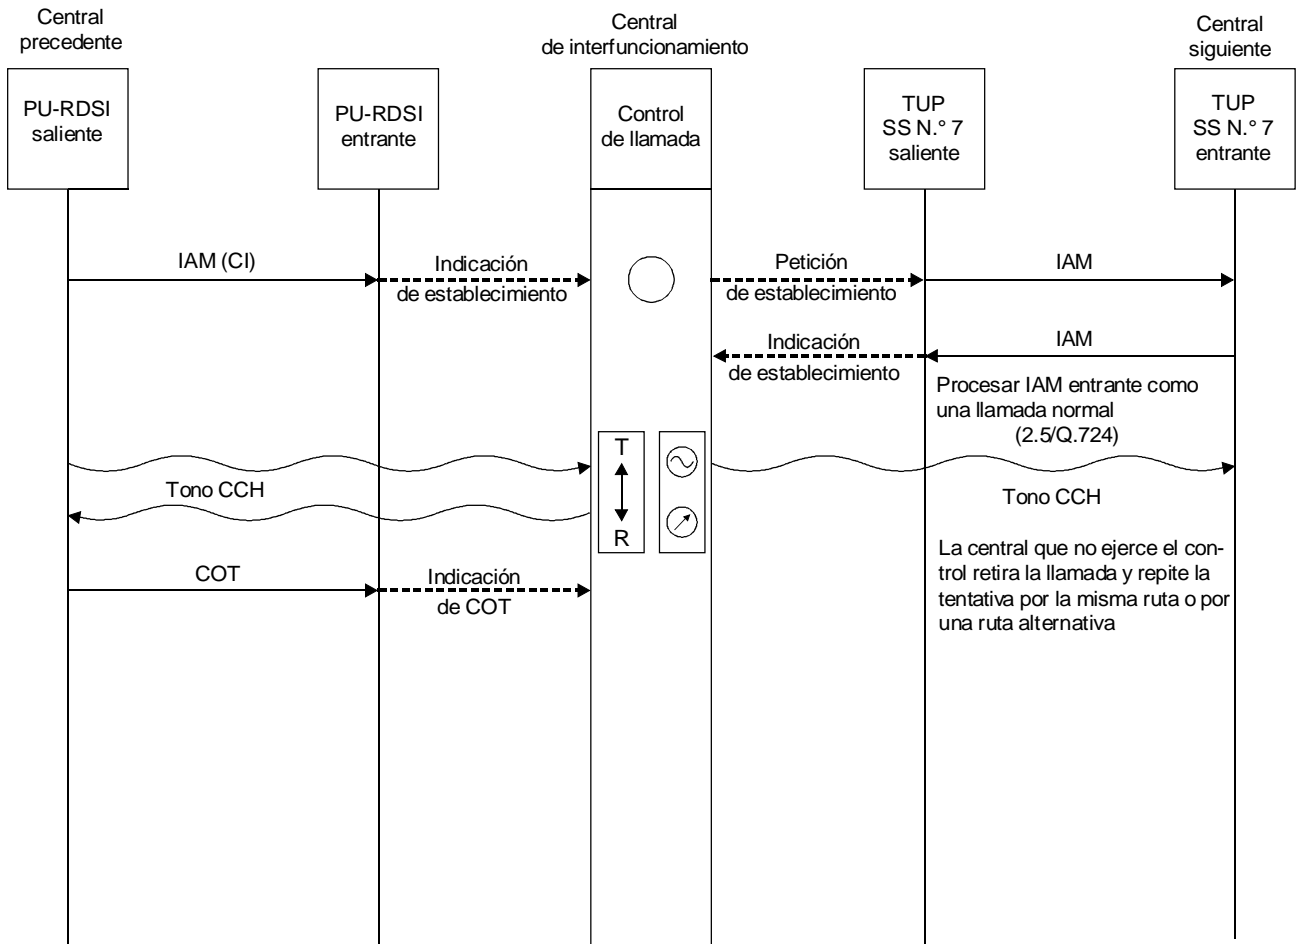 Central
precedente
Central
de interfuncionamiento
Central
siguiente
PU-RDSI
saliente
PU-RDSI
entrante
Control
de llamada
TUP
SS N.° 7
saliente
TUP
SS N.° 7
entrante
IAM (CI)
Indicación
de establecimiento
Petición
de establecimiento
IAM
Indicación
de establecimiento
IAM
Procesar IAM entrante como
una llamada normal
(2.5/Q.724)
T
R
Tono CCH
Tono CCH
COT
Indicación
de COT
La central que no ejerce el con-
trol retira la llamada y repite la
tentativa por la misma ruta o por
una ruta alternativa